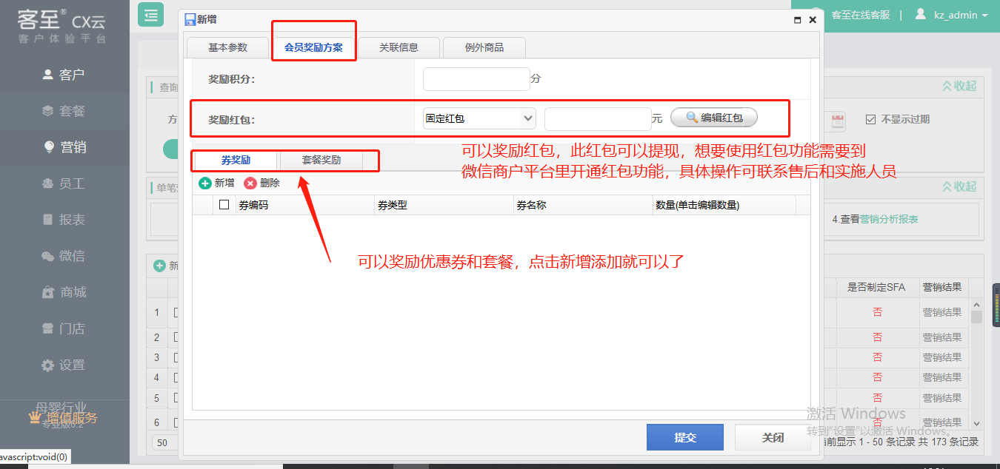 客至® CX云
客户体验平台
客户
套餐
营销
员工
报表
微信
商城
门店
设置
母婴行业
增值服务
专业版6.2
avascript:void(0)
客至在线客服 | kz_admin
新增
基本参数 会员奖励方案 关联信息 例外商品
奖励积分： 分
奖励红包： 固定红包 元 编辑红包
可以奖励红包，此红包可以提现，想要使用红包功能需要到
微信商户平台里开通红包功能，具体操作可联系售后和实施人员
券奖励 套餐奖励
新增 删除
券编码 券类型 券名称 数量(单击编辑数量)
可以奖励优惠券和套餐，点击新增添加就可以了
提交 关闭
查询
方
收起
不显示过期
单笔
收起
4.查看营销分析报表
新
是否制定SFA 营销结果
1 否 营销结果
2 否 营销结果
3 否 营销结果
4 否 营销结果
5 否 营销结果
6 否 营销结果
50
前显示 1 - 50 条记录 共 173 条记录
激活 Windows
转到"设置"以激活 Windows。